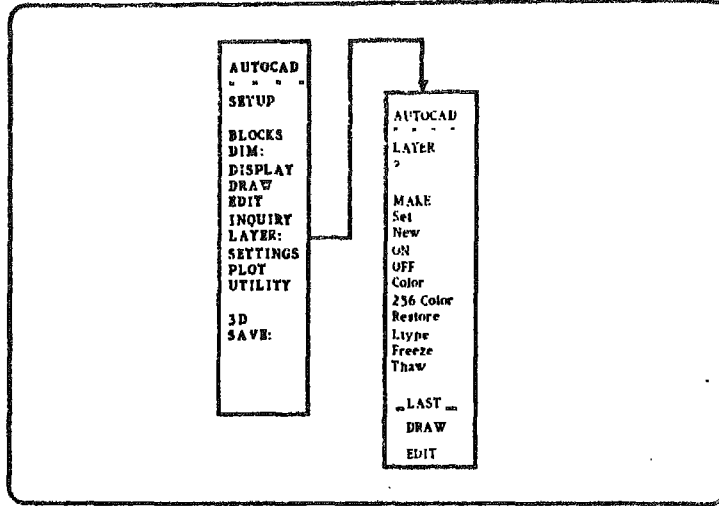 AUTOCAD
* * * *
SETUP
BLOCKS
DIM:
DISPLAY
DRAW
EDIT
INQUIRY
LAYER:
SETTINGS
PLOT
UTILITY
3D
SAVE:
AUTOCAD
* * * *
LAYER
?
MAKE
Set
New
ON
OFF
Color
256 Color
Restore
Ltype
Freeze
Thaw
__LAST__
DRAW
EDIT